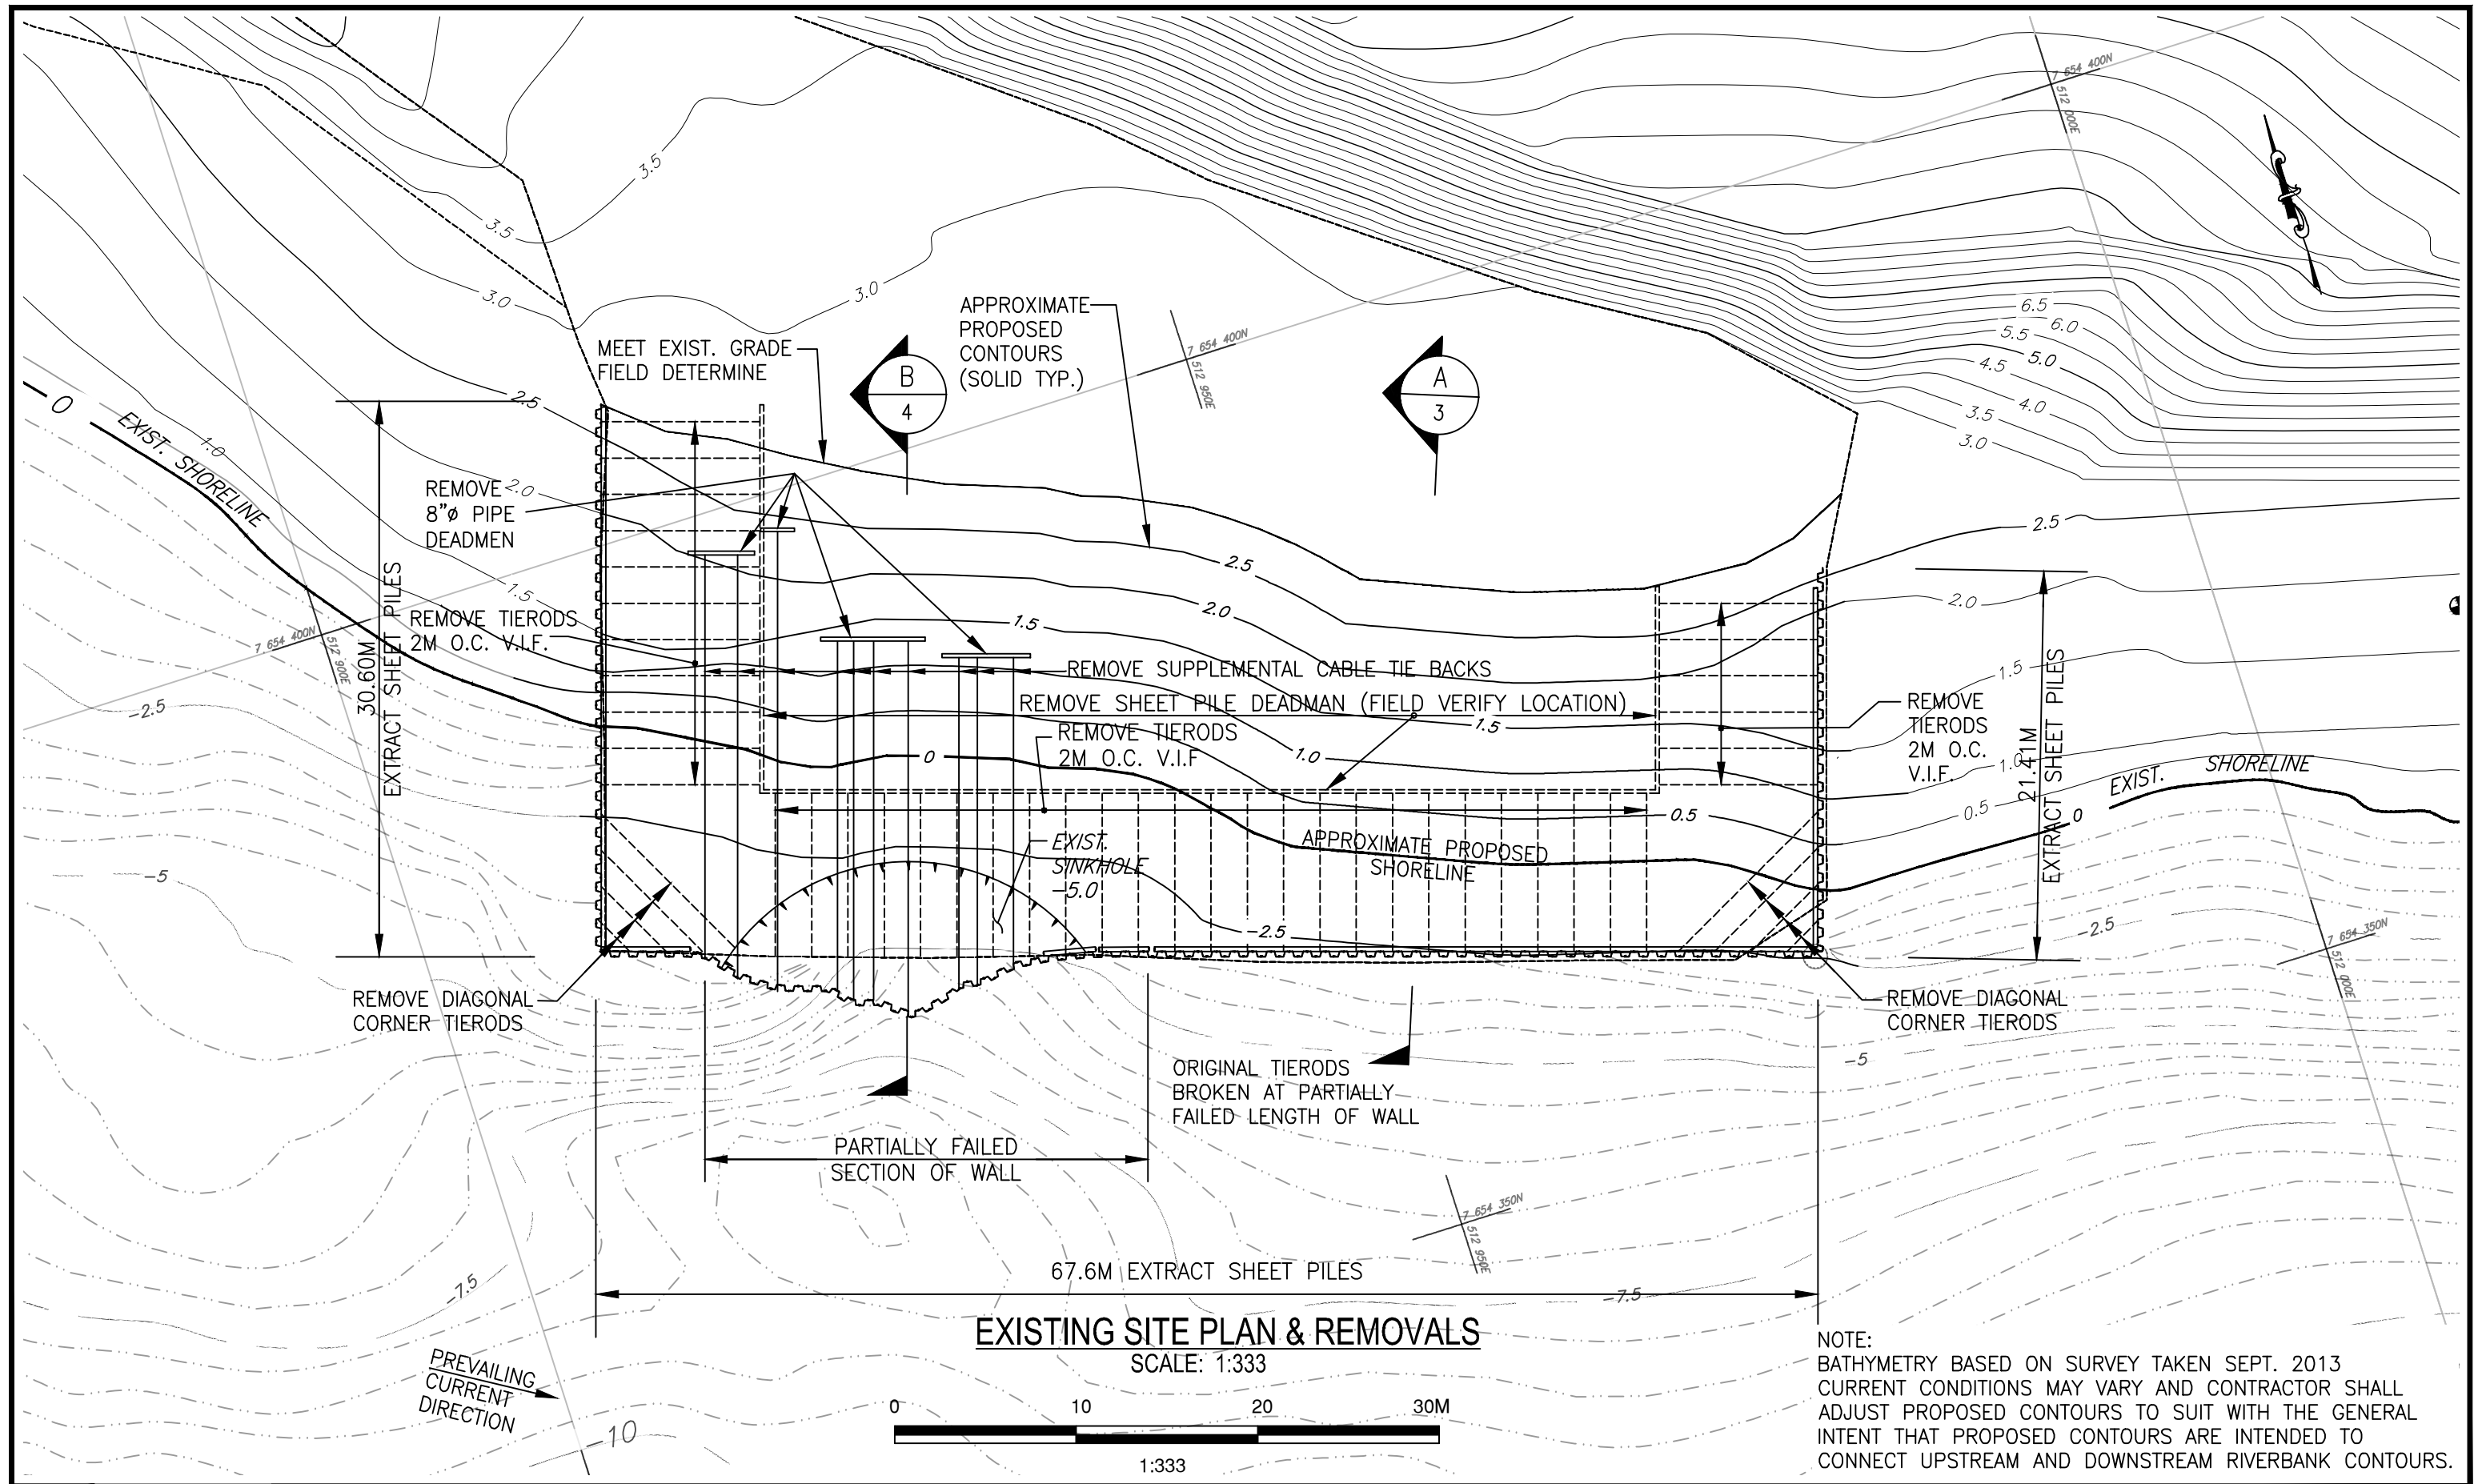 7 654 400N
512 000E
3.5
3.5
3.0
3.0
6.5
6.0
5.5
5.0
4.5
4.0
3.5
3.0
APPROXIMATE
PROPOSED
CONTOURS
(SOLID TYP.)
7 654 400N
512 950E
MEET EXIST. GRADE
FIELD DETERMINE
B
4
A
3
0
EXIST. SHORELINE
1.0
2.5
2.0
1.5
REMOVE
8"ø PIPE
DEADMEN
REMOVE TIERODS
2M O.C. V.I.F.
7 654 400N
512 900E
30.60M
EXTRACT SHEET PILES
-2.5
-5
2.5
2.0
1.5
2.5
2.0
1.5
1.0
0.5
REMOVE SUPPLEMENTAL CABLE TIE BACKS
REMOVE SHEET PILE DEADMAN (FIELD VERIFY LOCATION)
1.5
REMOVE TIERODS
2M O.C. V.I.F
1.0
0
0.5
EXIST.
SINKHOLE
-5.0
APPROXIMATE PROPOSED
SHORELINE
-2.5
REMOVE
TIERODS
2M O.C.
V.I.F.
21.41M
EXTRACT SHEET PILES
EXIST. SHORELINE
0
-2.5
7 654 350N
512 000E
REMOVE DIAGONAL
CORNER TIERODS
REMOVE DIAGONAL
CORNER TIERODS
-5
ORIGINAL TIERODS
BROKEN AT PARTIALLY
FAILED LENGTH OF WALL
PARTIALLY FAILED
SECTION OF WALL
7 654 350N
512 950E
67.6M EXTRACT SHEET PILES
-7.5
-7.5
EXISTING SITE PLAN & REMOVALS
SCALE: 1:333
PREVAILING
CURRENT
DIRECTION
-10
0 10 20 30M
1:333
NOTE:
BATHYMETRY BASED ON SURVEY TAKEN SEPT. 2013
CURRENT CONDITIONS MAY VARY AND CONTRACTOR SHALL
ADJUST PROPOSED CONTOURS TO SUIT WITH THE GENERAL
INTENT THAT PROPOSED CONTOURS ARE INTENDED TO
CONNECT UPSTREAM AND DOWNSTREAM RIVERBANK CONTOURS.